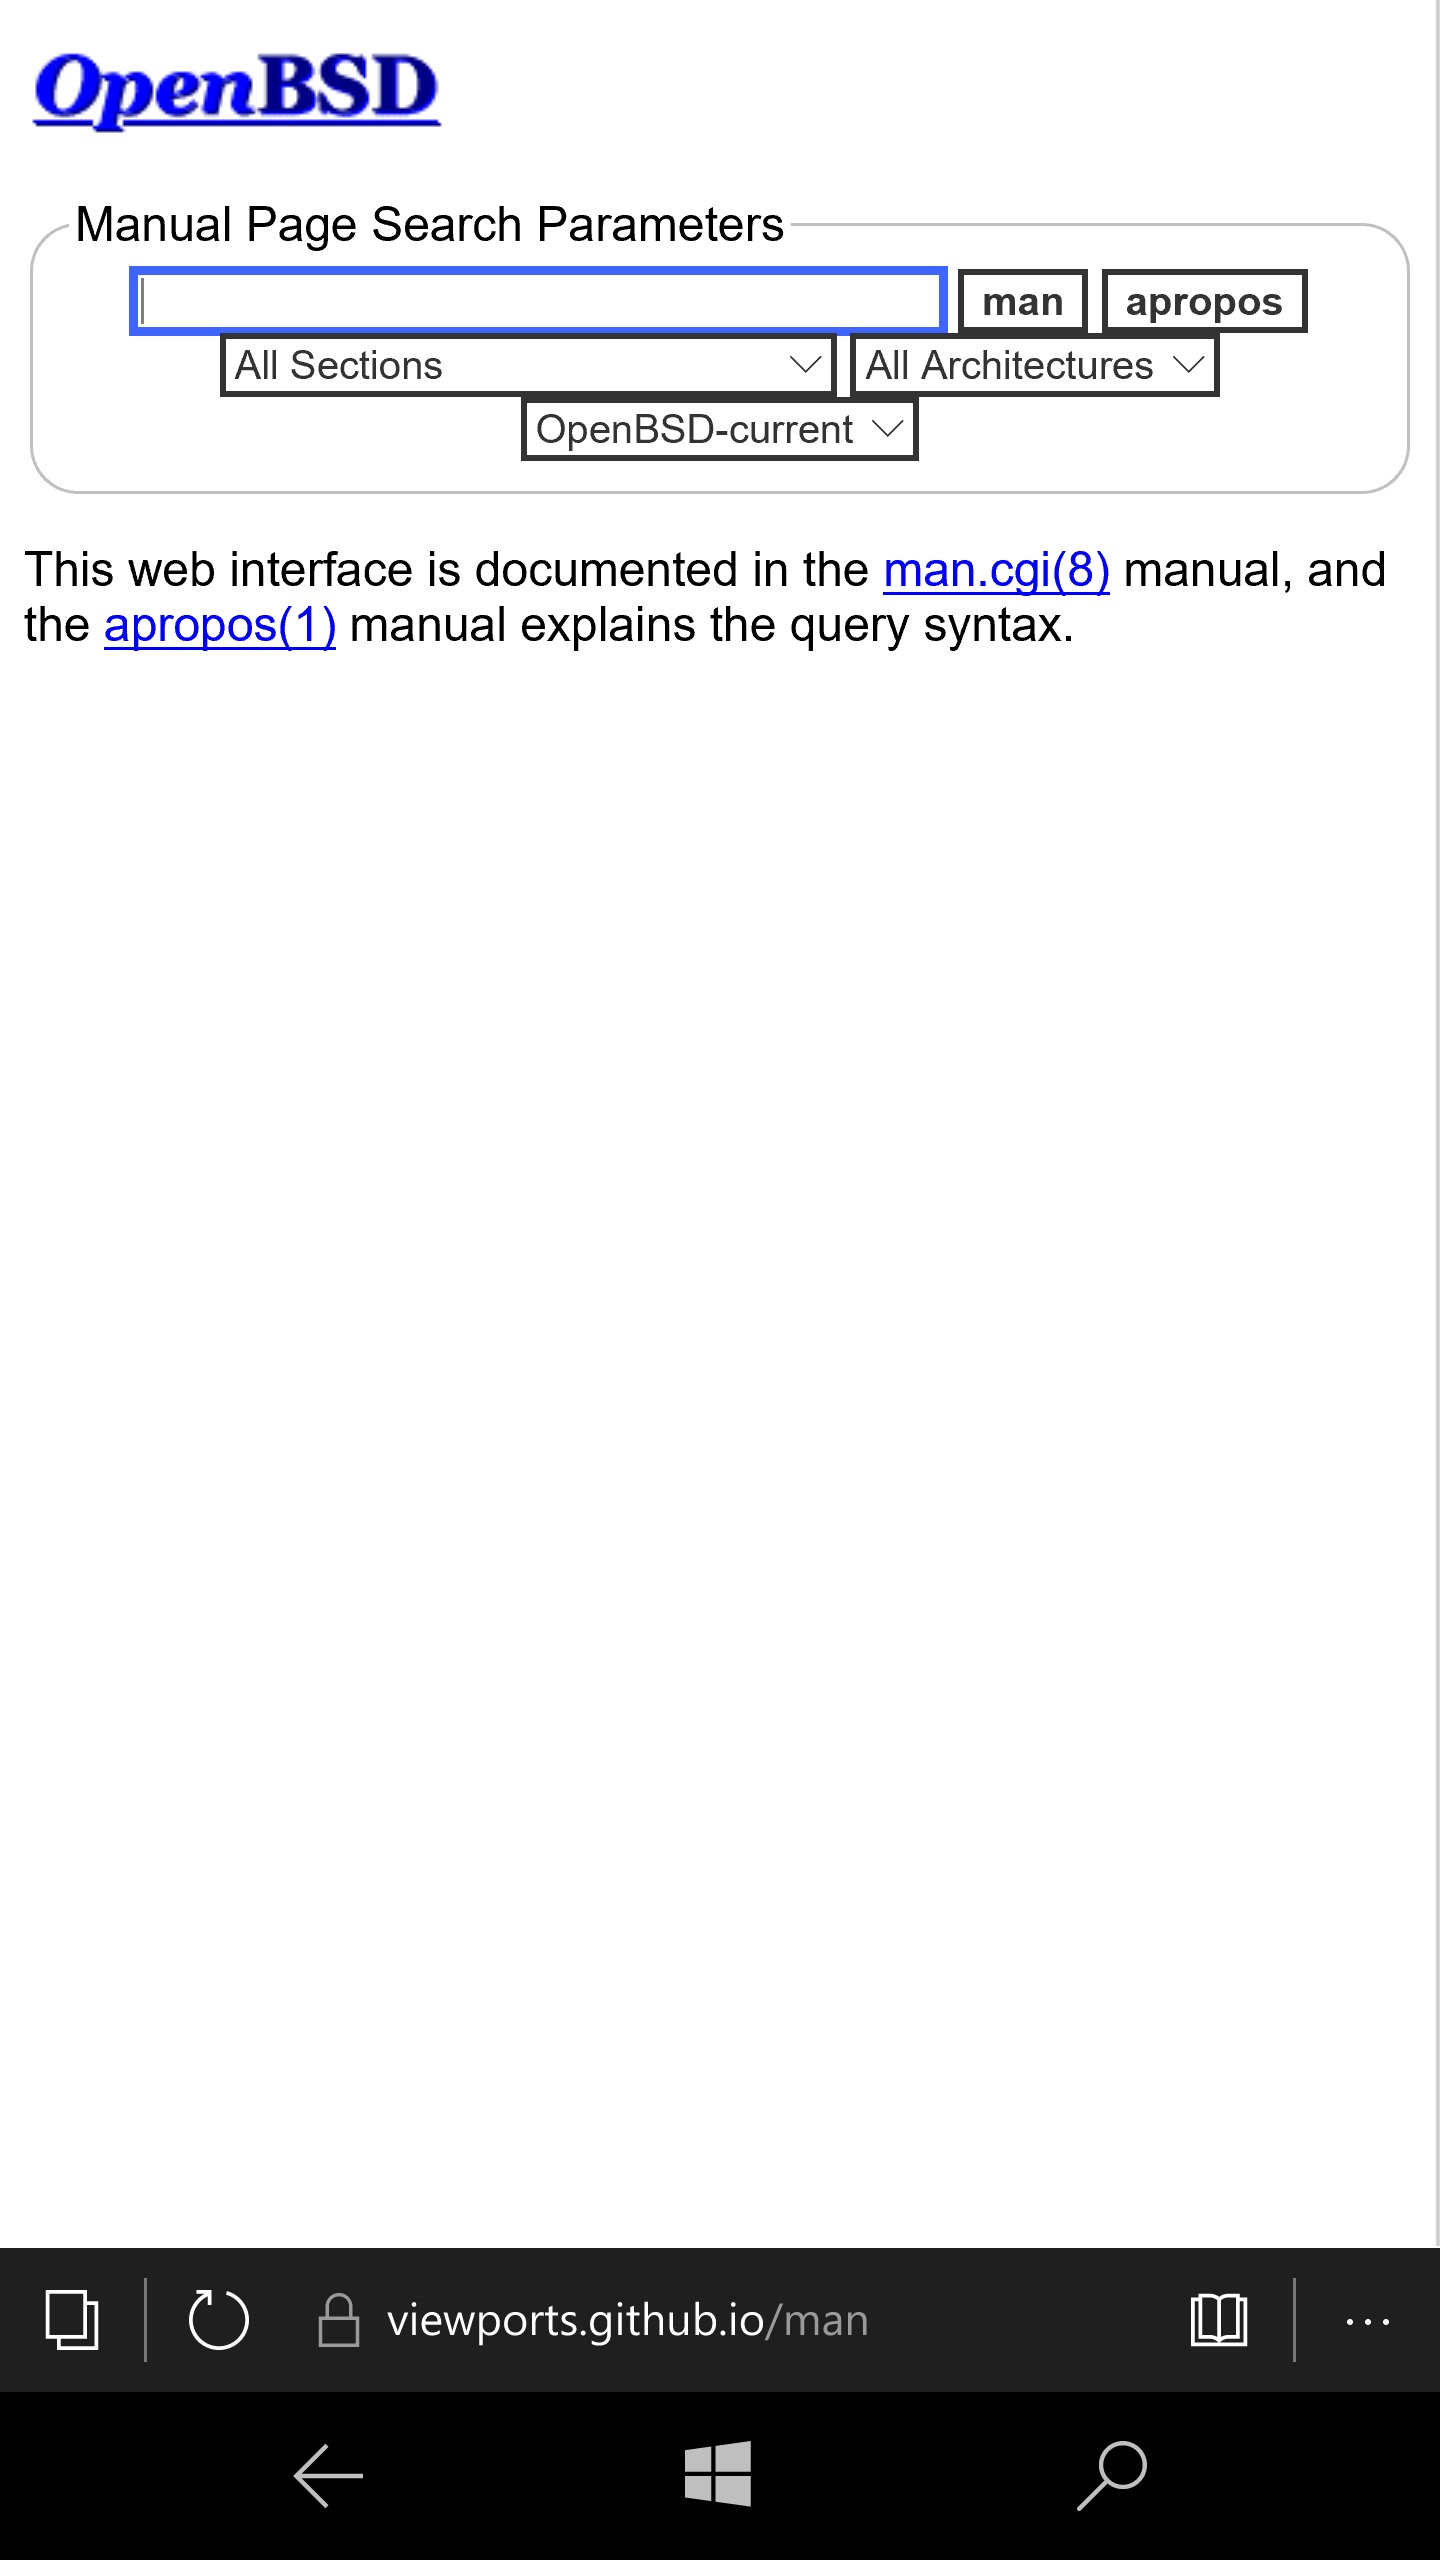 OpenBSD
Manual Page Search Parameters
man apropos
All Sections All Architectures
OpenBSD-current
This web interface is documented in the man.cgi(8) manual, and
the apropos(1) manual explains the query syntax.
viewports.github.io/man